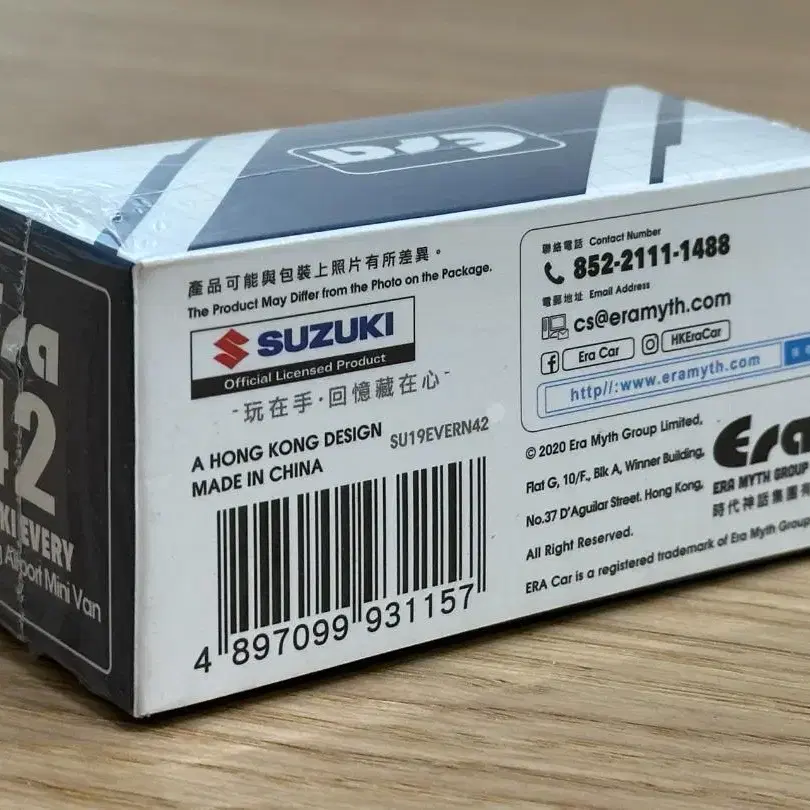 era
產品可能與包裝上照片有所差異。
The Product May Differ from the Photo on the Package.
SUZUKI
Official Licensed Product
-玩在手·回憶藏在心-
A HONG KONG DESIGN
MADE IN CHINA
SU19EVERN42
4 897099 931157
聯絡電話 Contact Number
852-2111-1488
電郵地址 Email Address
cs@eramyth.com
Era Car
HKEraCar
http//:www.eramyth.com
© 2020 Era Myth Group Limited,
Flat G, 10/F., Blk A, Winner Building,
No.37 D'Aguilar Street. Hong Kong,
All Right Reserved.
ERA Car is a registered trademark of Era Myth Group
Era
ERA MYTH GROUP
時代神話集團
42
EVERY
Airport Mini Van